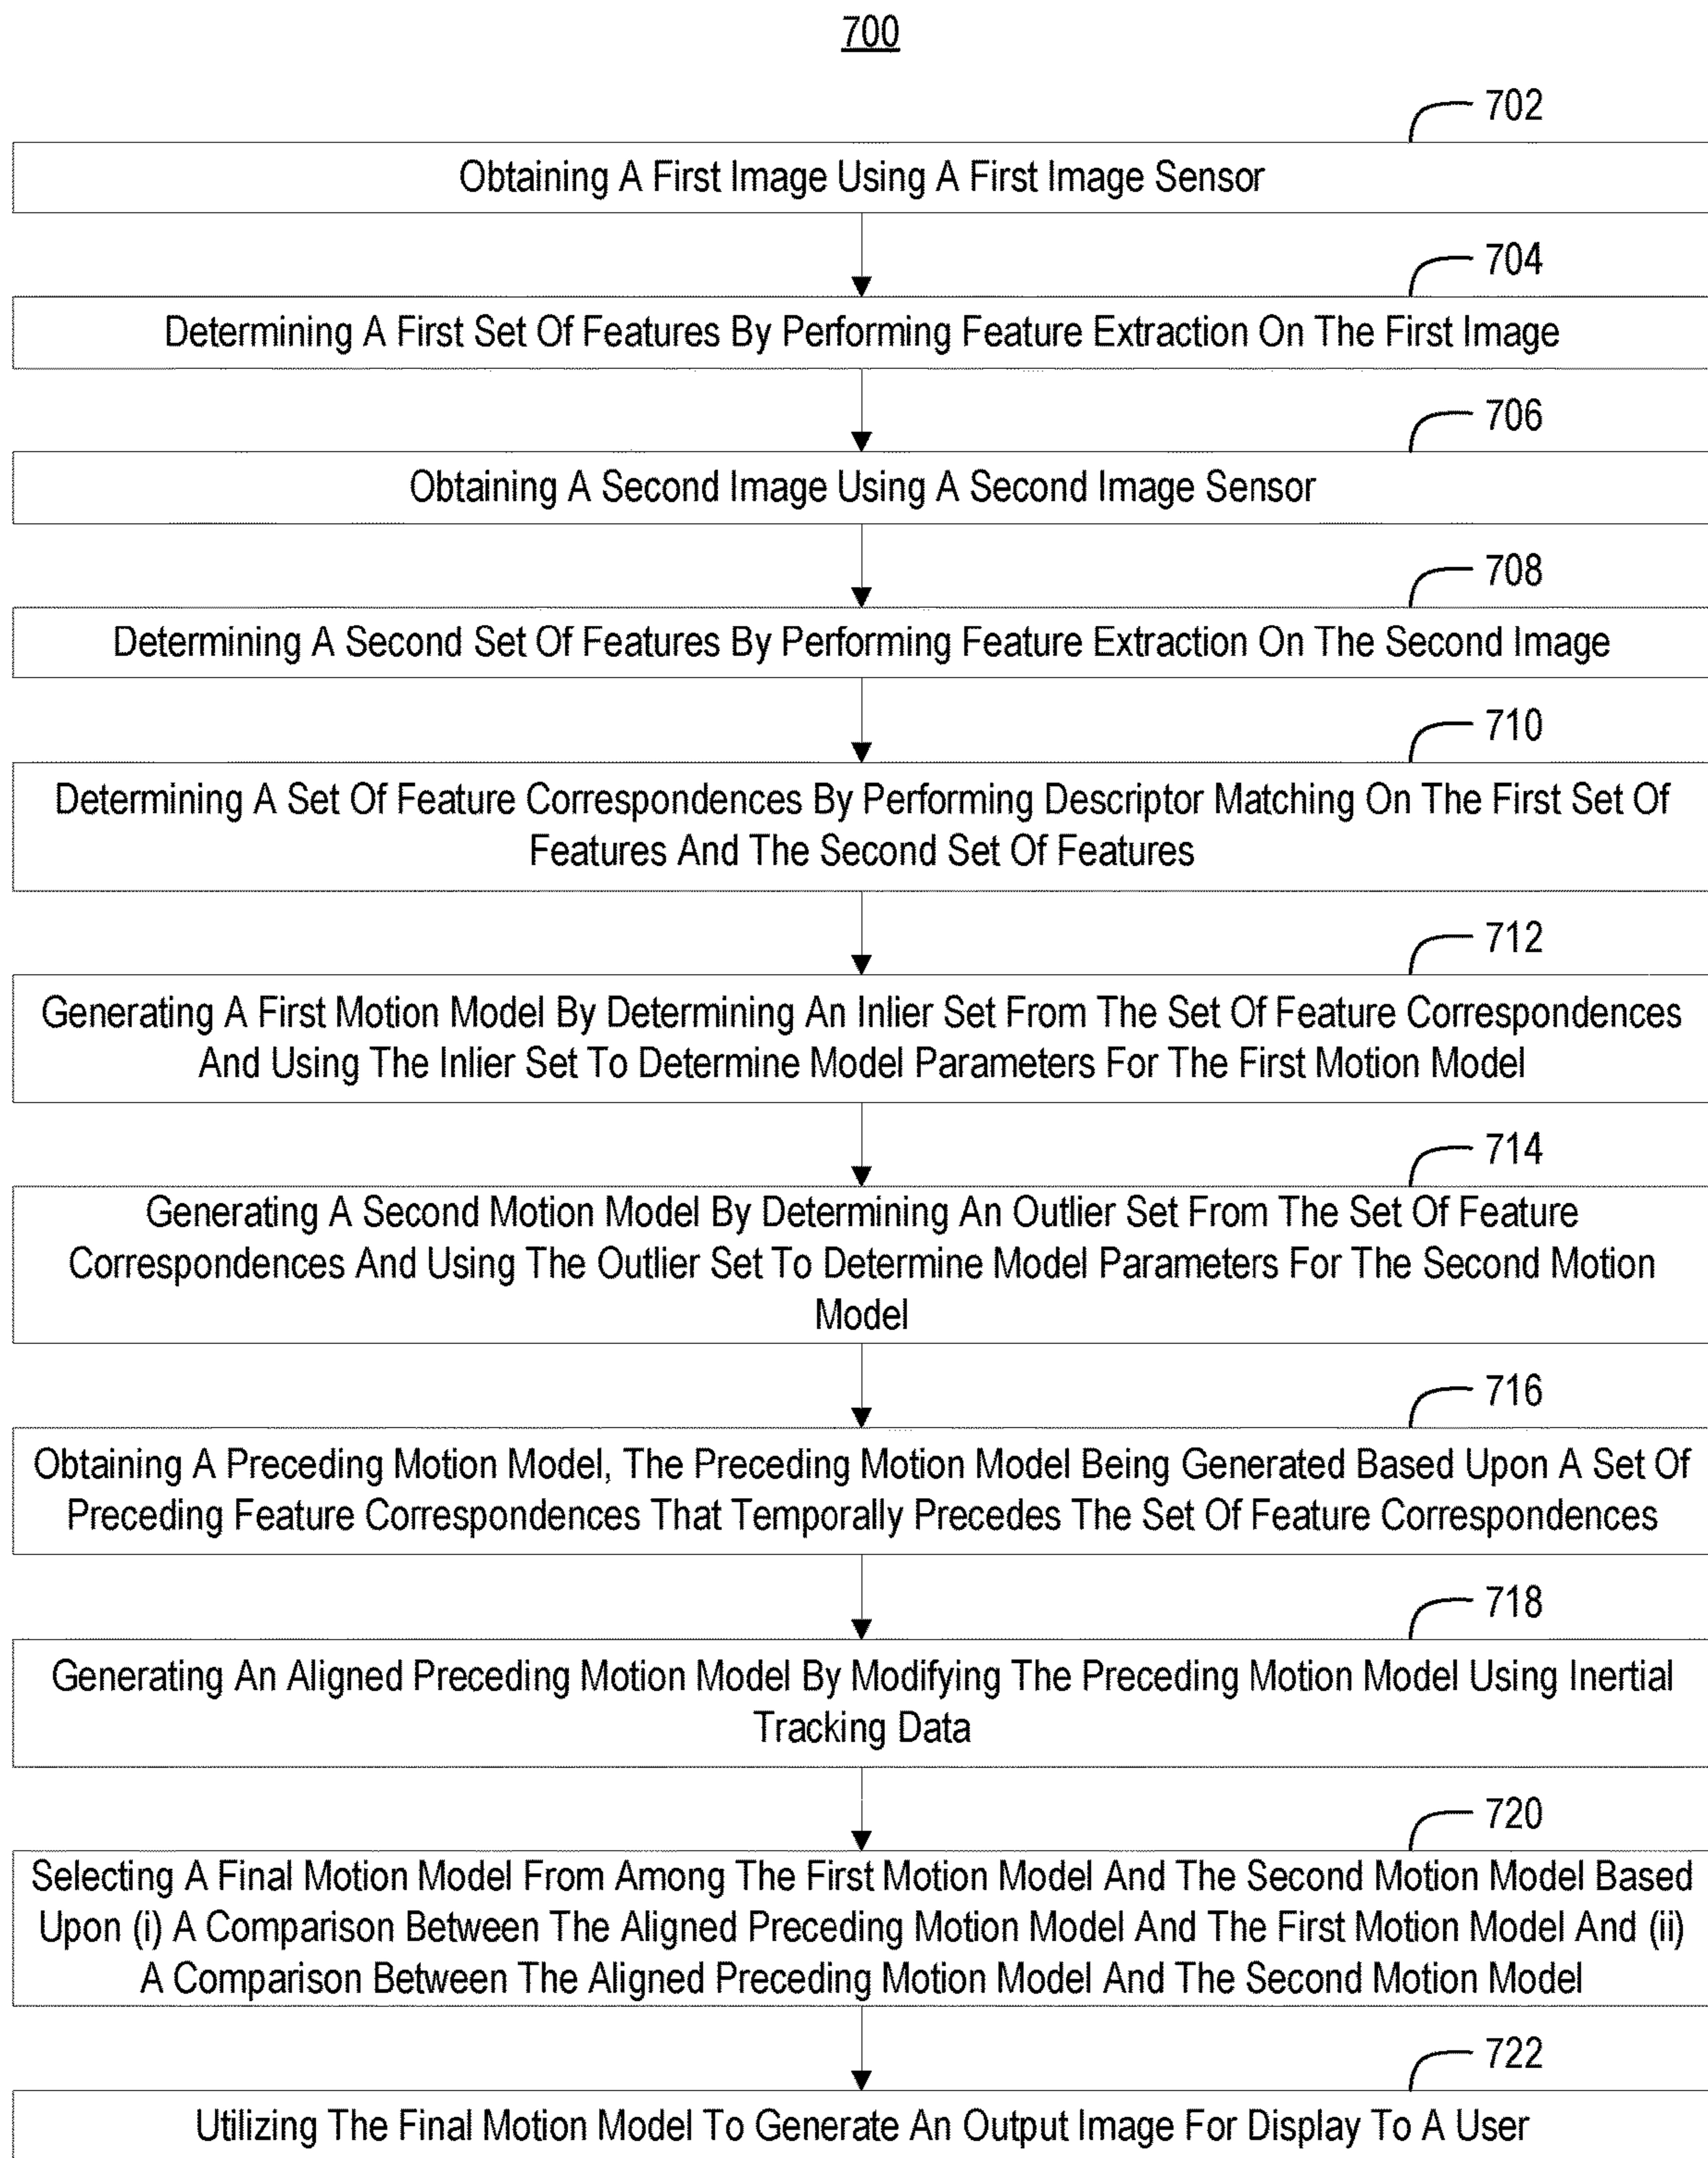 700
702
Obtaining A First Image Using A First Image Sensor
704
Determining A First Set Of Features By Performing Feature Extraction On The First Image
706
Obtaining A Second Image Using A Second Image Sensor
708
Determining A Second Set Of Features By Performing Feature Extraction On The Second Image
710
Determining A Set Of Feature Correspondences By Performing Descriptor Matching On The First Set Of
Features And The Second Set Of Features
712
Generating A First Motion Model By Determining An Inlier Set From The Set Of Feature Correspondences
And Using The Inlier Set To Determine Model Parameters For The First Motion Model
714
Generating A Second Motion Model By Determining An Outlier Set From The Set Of Feature
Correspondences And Using The Outlier Set To Determine Model Parameters For The Second Motion
Model
716
Obtaining A Preceding Motion Model, The Preceding Motion Model Being Generated Based Upon A Set Of
Preceding Feature Correspondences That Temporally Precedes The Set Of Feature Correspondences
718
Generating An Aligned Preceding Motion Model By Modifying The Preceding Motion Model Using Inertial
Tracking Data
720
Selecting A Final Motion Model From Among The First Motion Model And The Second Motion Model Based
Upon (i) A Comparison Between The Aligned Preceding Motion Model And The First Motion Model And (ii)
A Comparison Between The Aligned Preceding Motion Model And The Second Motion Model
722
Utilizing The Final Motion Model To Generate An Output Image For Display To A User